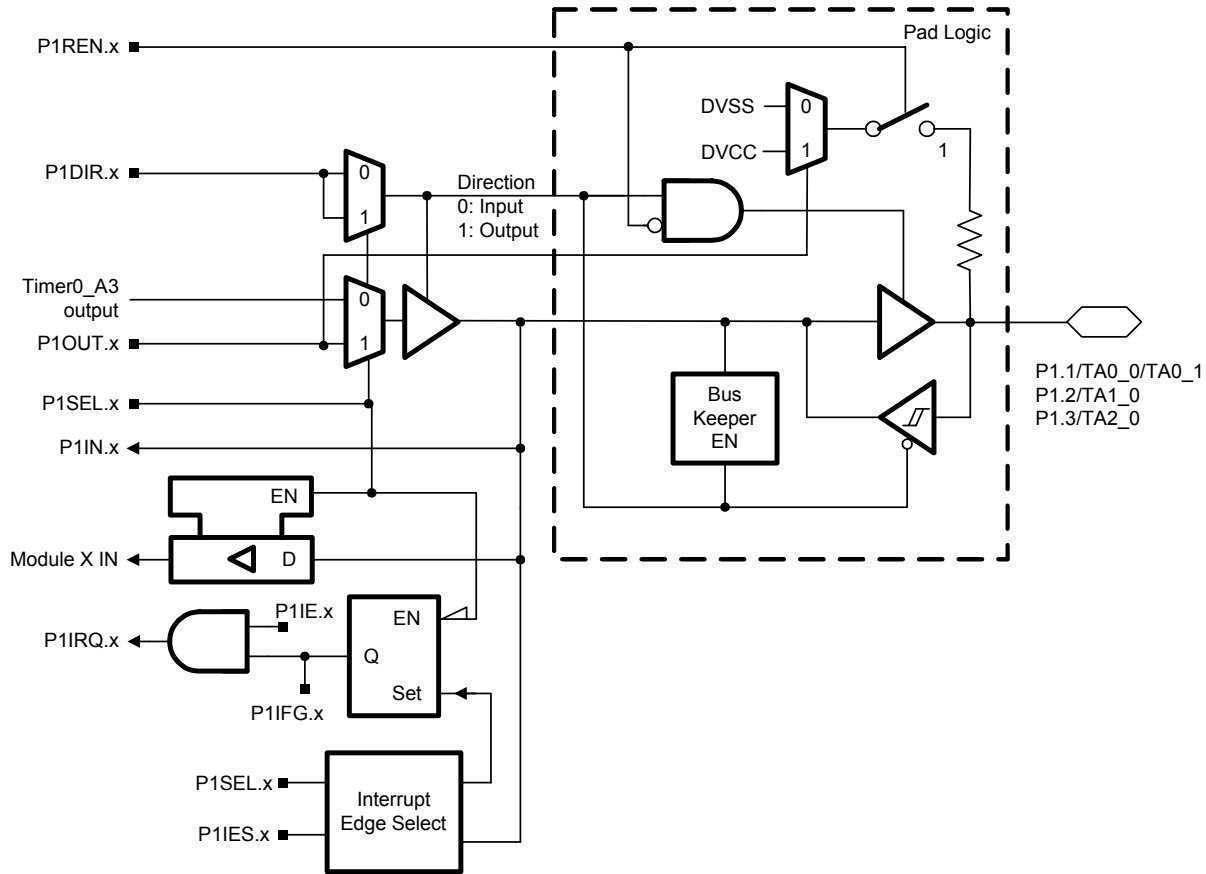 Pad Logic
P1REN.x
DVSS
0
DVCC
1
1
P1DIR.x
0
1
Direction
0: Input
1: Output
Timer0_A3
output
0
P1OUT.x
1
P1SEL.x
P1IN.x
Bus
Keeper
EN
P1.1/TA0_0/TA0_1
P1.2/TA1_0
P1.3/TA2_0
EN
Module X IN
D
P1IE.x
P1IRQ.x
EN
Q
Set
P1IFG.x
P1SEL.x
P1IES.x
Interrupt
Edge Select